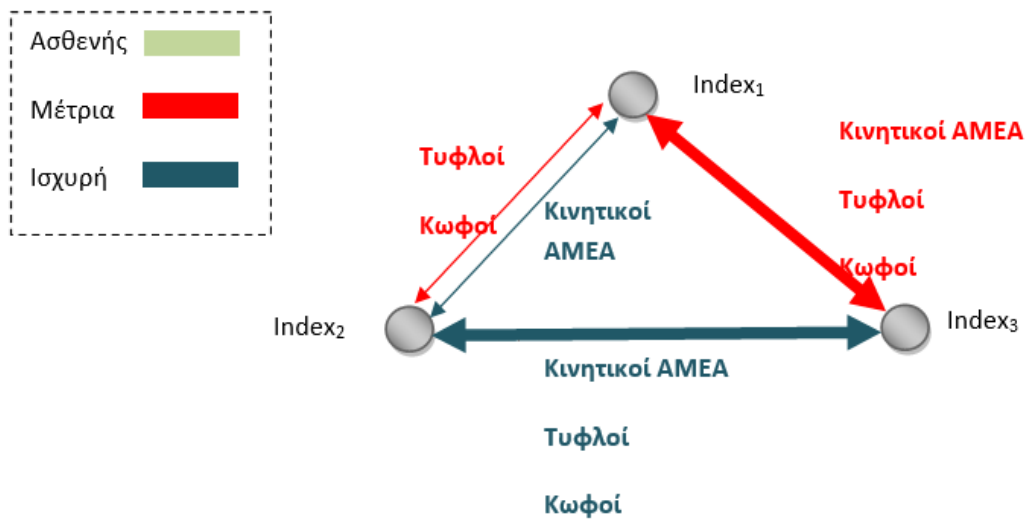 Ασθενής
Μέτρια
Ισχυρή
Index₁
Κινητικοί ΑΜΕΑ
Τυφλοί
Κωφοί
Τυφλοί
Κωφοί
Κινητικοί
ΑΜΕΑ
Index₂
Index₃
Κινητικοί ΑΜΕΑ
Τυφλοί
Κωφοί